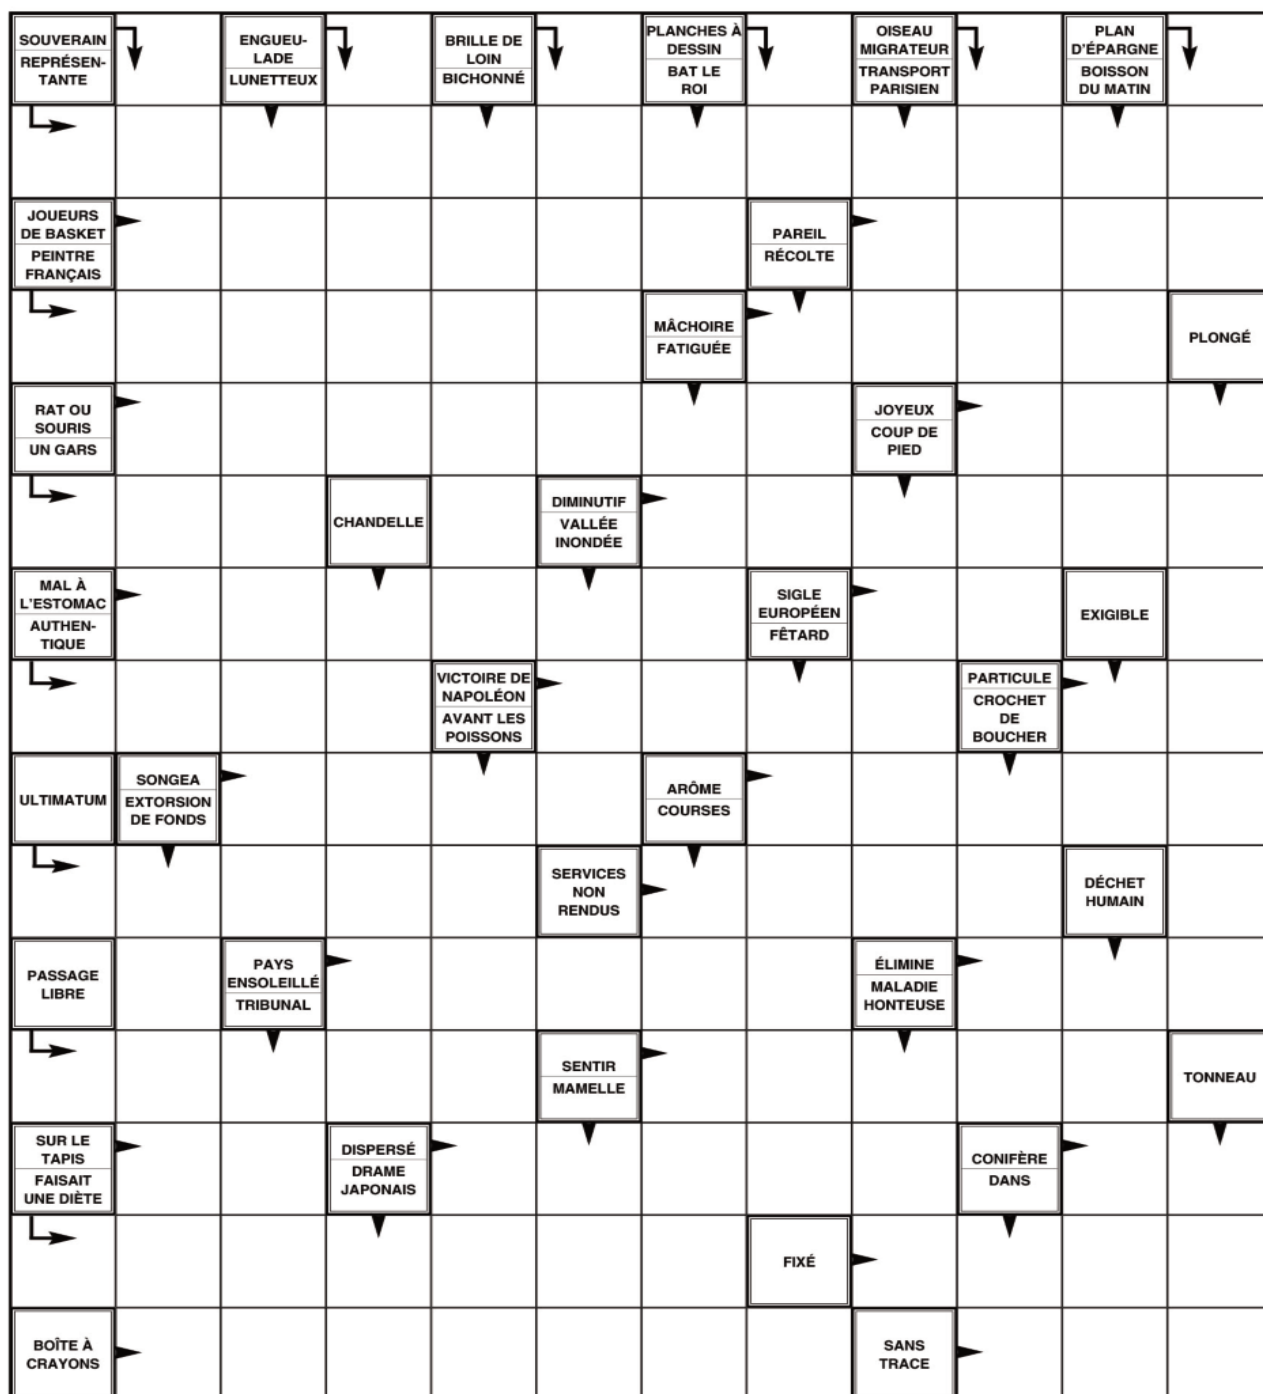 SOUVERAIN
REPRÉSEN-
TANTE
ENGUEU-
LADE
LUNETTEUX
BRILLE DE
LOIN
BICHONNÉ
PLANCHES À
DESSIN
BAT LE
ROI
OISEAU
MIGRATEUR
TRANSPORT
PARISIEN
PLAN
D'ÉPARGNE
BOISSON
DU MATIN
JOUEURS
DE BASKET
PEINTRE
FRANÇAIS
PAREIL
RÉCOLTE
MÂCHOIRE
FATIGUÉE
PLONGÉ
RAT OU
SOURIS
UN GARS
JOYEUX
COUP DE
PIED
CHANDELLE
DIMINUTIF
VALLÉE
INONDÉE
MAL À
L'ESTOMAC
AUTHEN-
TIQUE
SIGLE
EUROPÉEN
FÊTARD
EXIGIBLE
VICTOIRE DE
NAPOLÉON
AVANT LES
POISSONS
PARTICULE
CROCHET
DE
BOUCHER
ULTIMATUM
SONGEA
EXTORSION
DE FONDS
ARÔME
COURSES
SERVICES
NON
RENDUS
DÉCHET
HUMAIN
PASSAGE
LIBRE
PAYS
ENSOLEILLÉ
TRIBUNAL
ÉLIMINE
MALADIE
HONTEUSE
SENTIR
MAMELLE
TONNEAU
SUR LE
TAPIS
FAISAIT
UNE DIÈTE
DISPERSÉ
DRAME
JAPONAIS
CONIFÈRE
DANS
FIXÉ
BOÎTE À
CRAYONS
SANS
TRACE